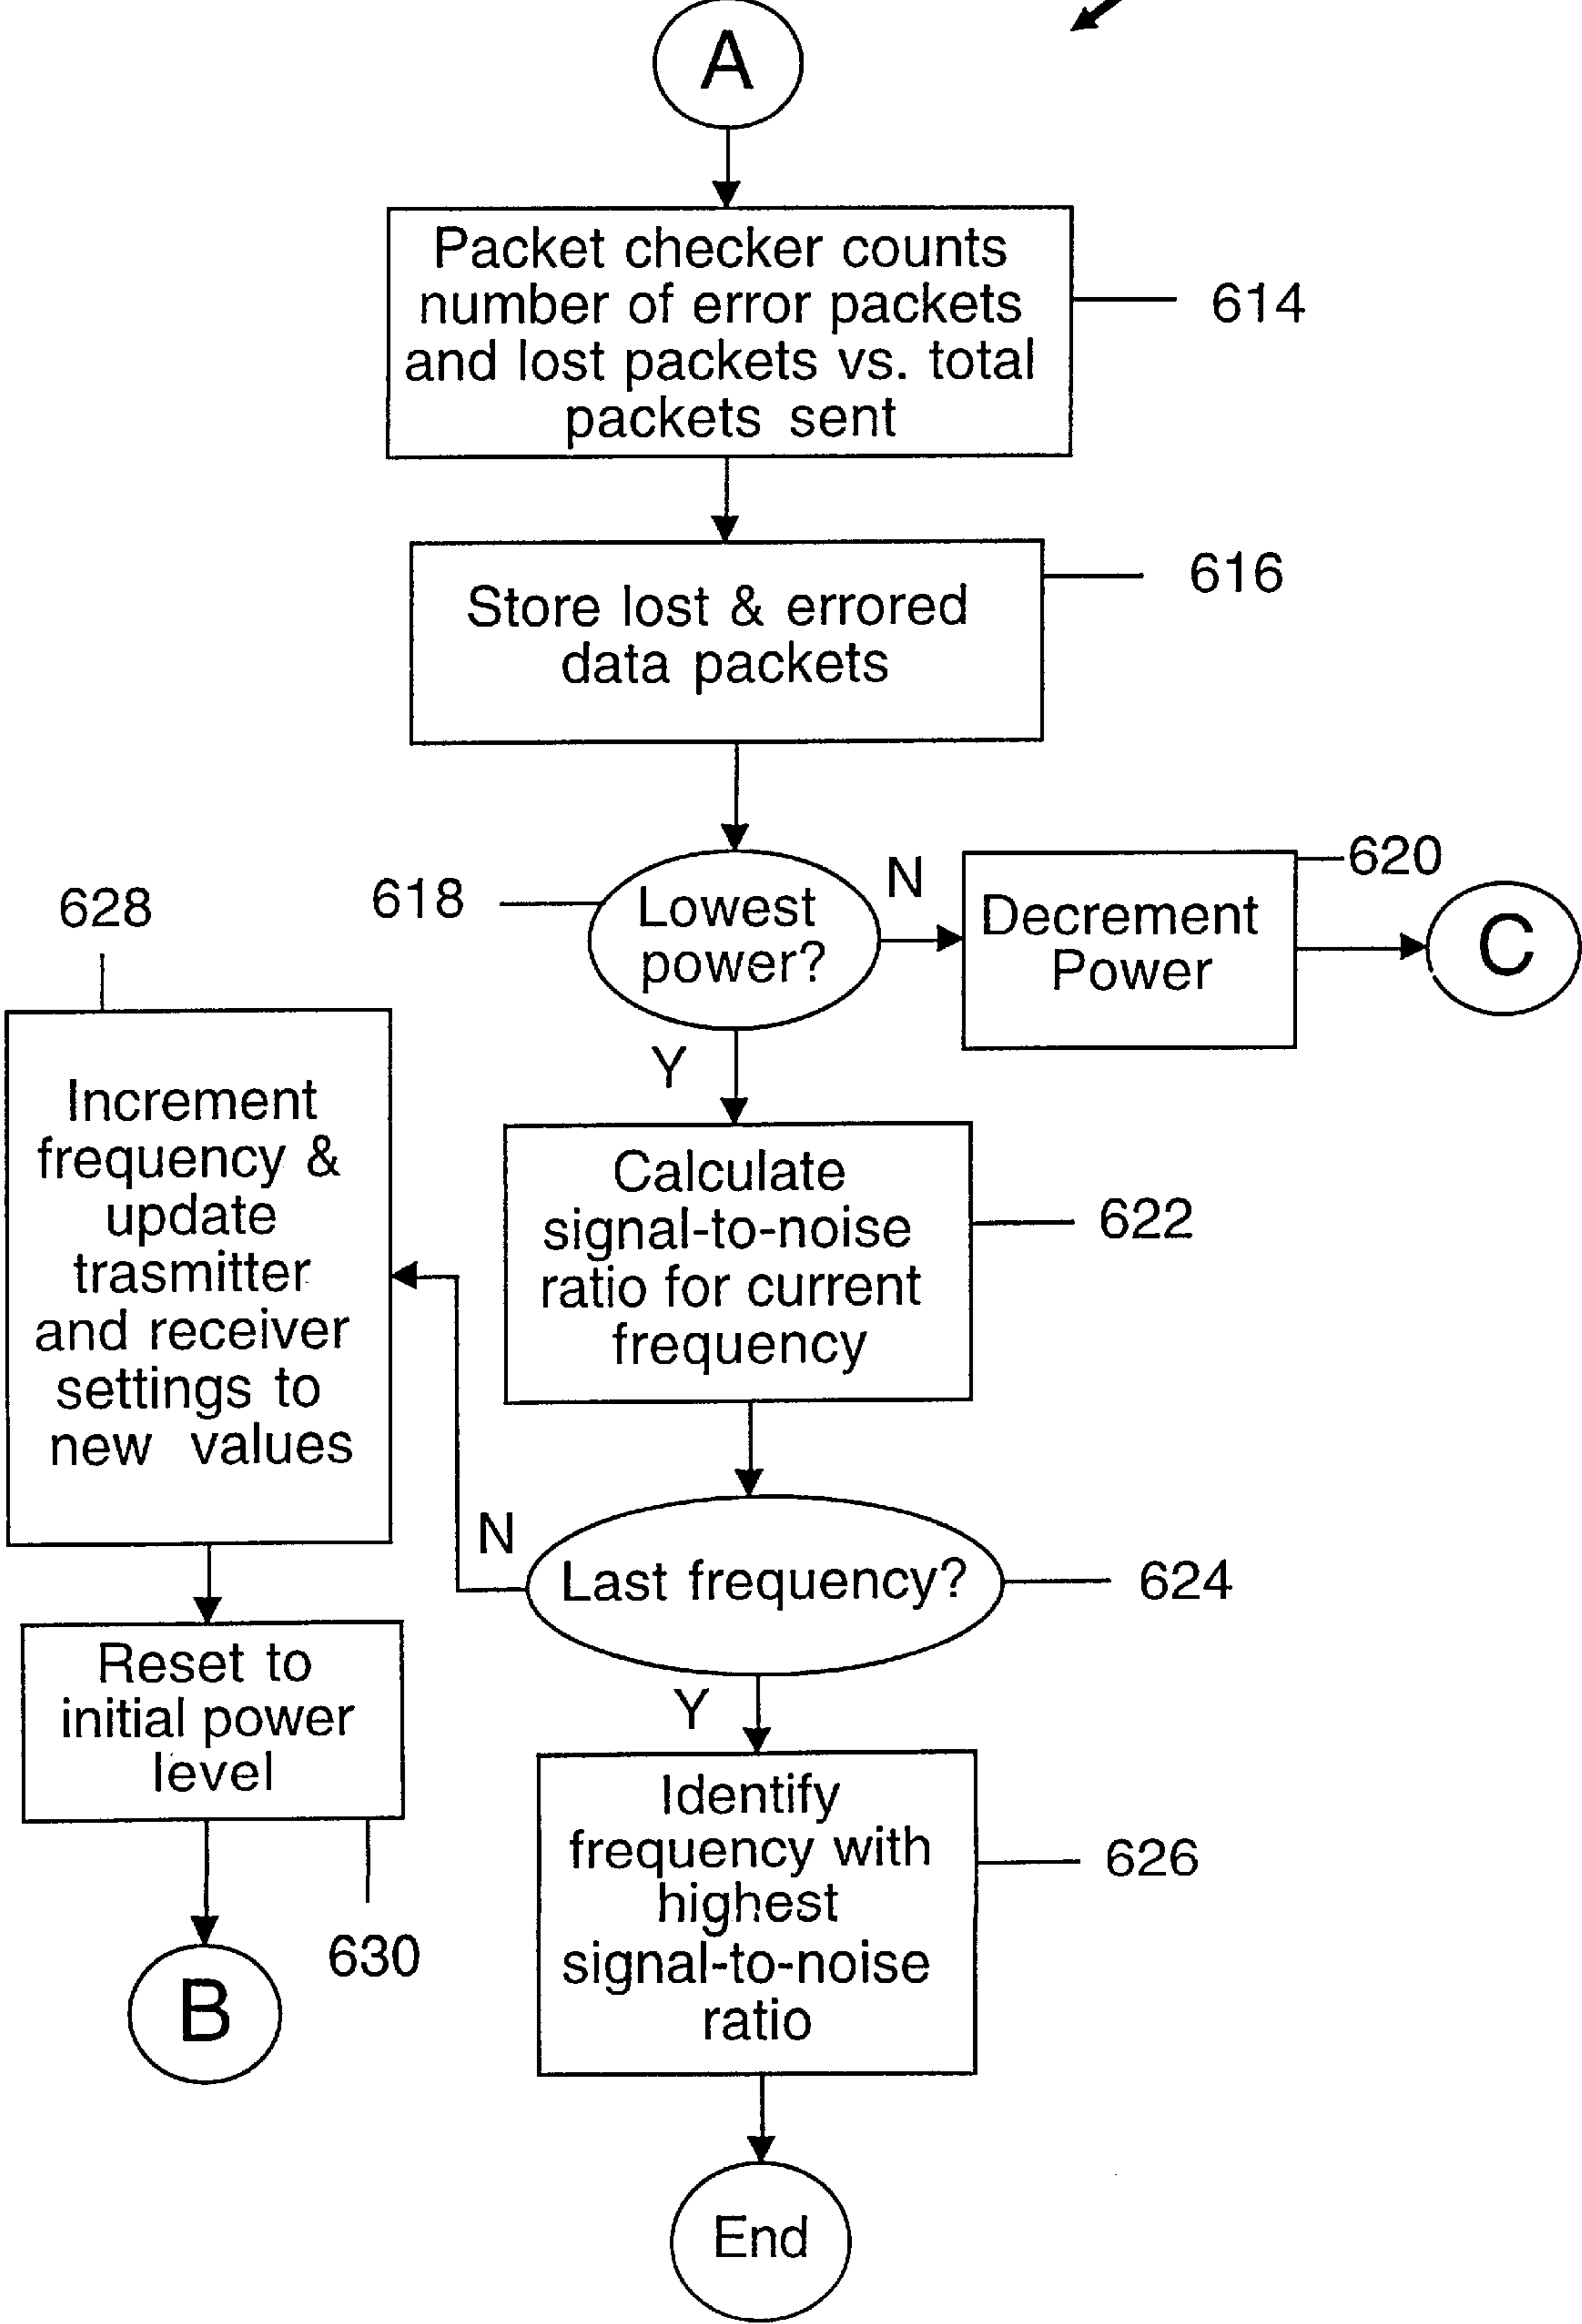 A
Packet checker counts
number of error packets
and lost packets vs. total
packets sent
614
Store lost & errored
data packets
616
618
Lowest
power?
N
Decrement
Power
620
C
628
Increment
frequency &
update
trasmitter
and receiver
settings to
new values
Y
Calculate
signal-to-noise
ratio for current
frequency
622
N
Last frequency?
624
Reset to
initial power
level
630
B
Y
Identify
frequency with
highest
signal-to-noise
ratio
626
End